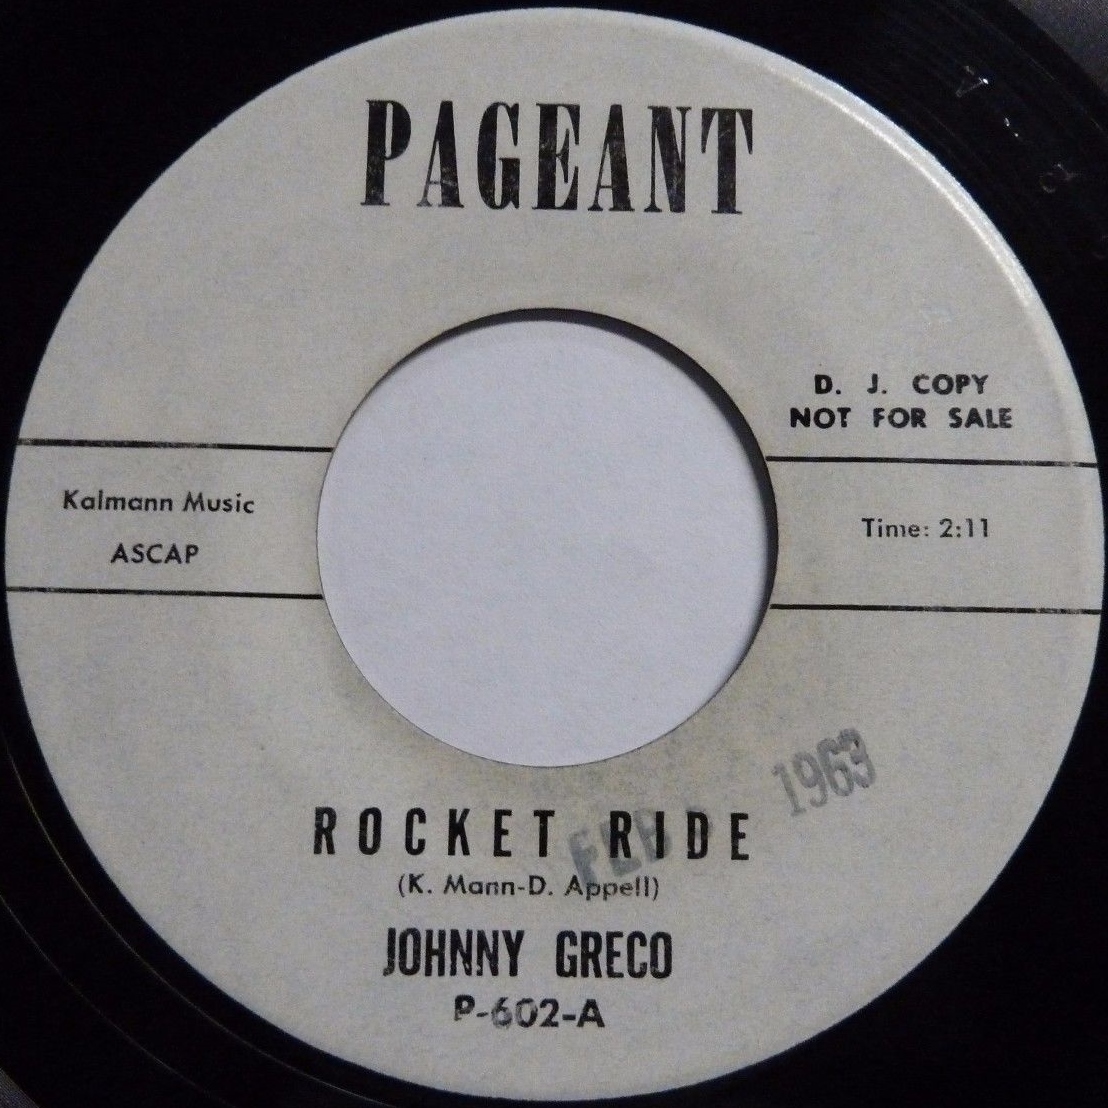 PAGEANT
D. J. COPY
NOT FOR SALE
Kalmann Music
ASCAP
Time: 2:11
FEB 1963
ROCKET RIDE
(K. Mann-D. Appell)
JOHNNY GRECO
P-602-A